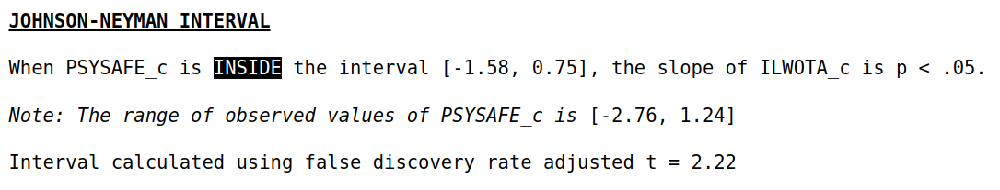 JOHNSON-NEYMAN INTERVAL
When PSYSAFE_c is INSIDE the interval [-1.58, 0.75], the slope of ILWOTA_c is p < .05.
Note: The range of observed values of PSYSAFE_c is [-2.76, 1.24]
Interval calculated using false discovery rate adjusted t = 2.22